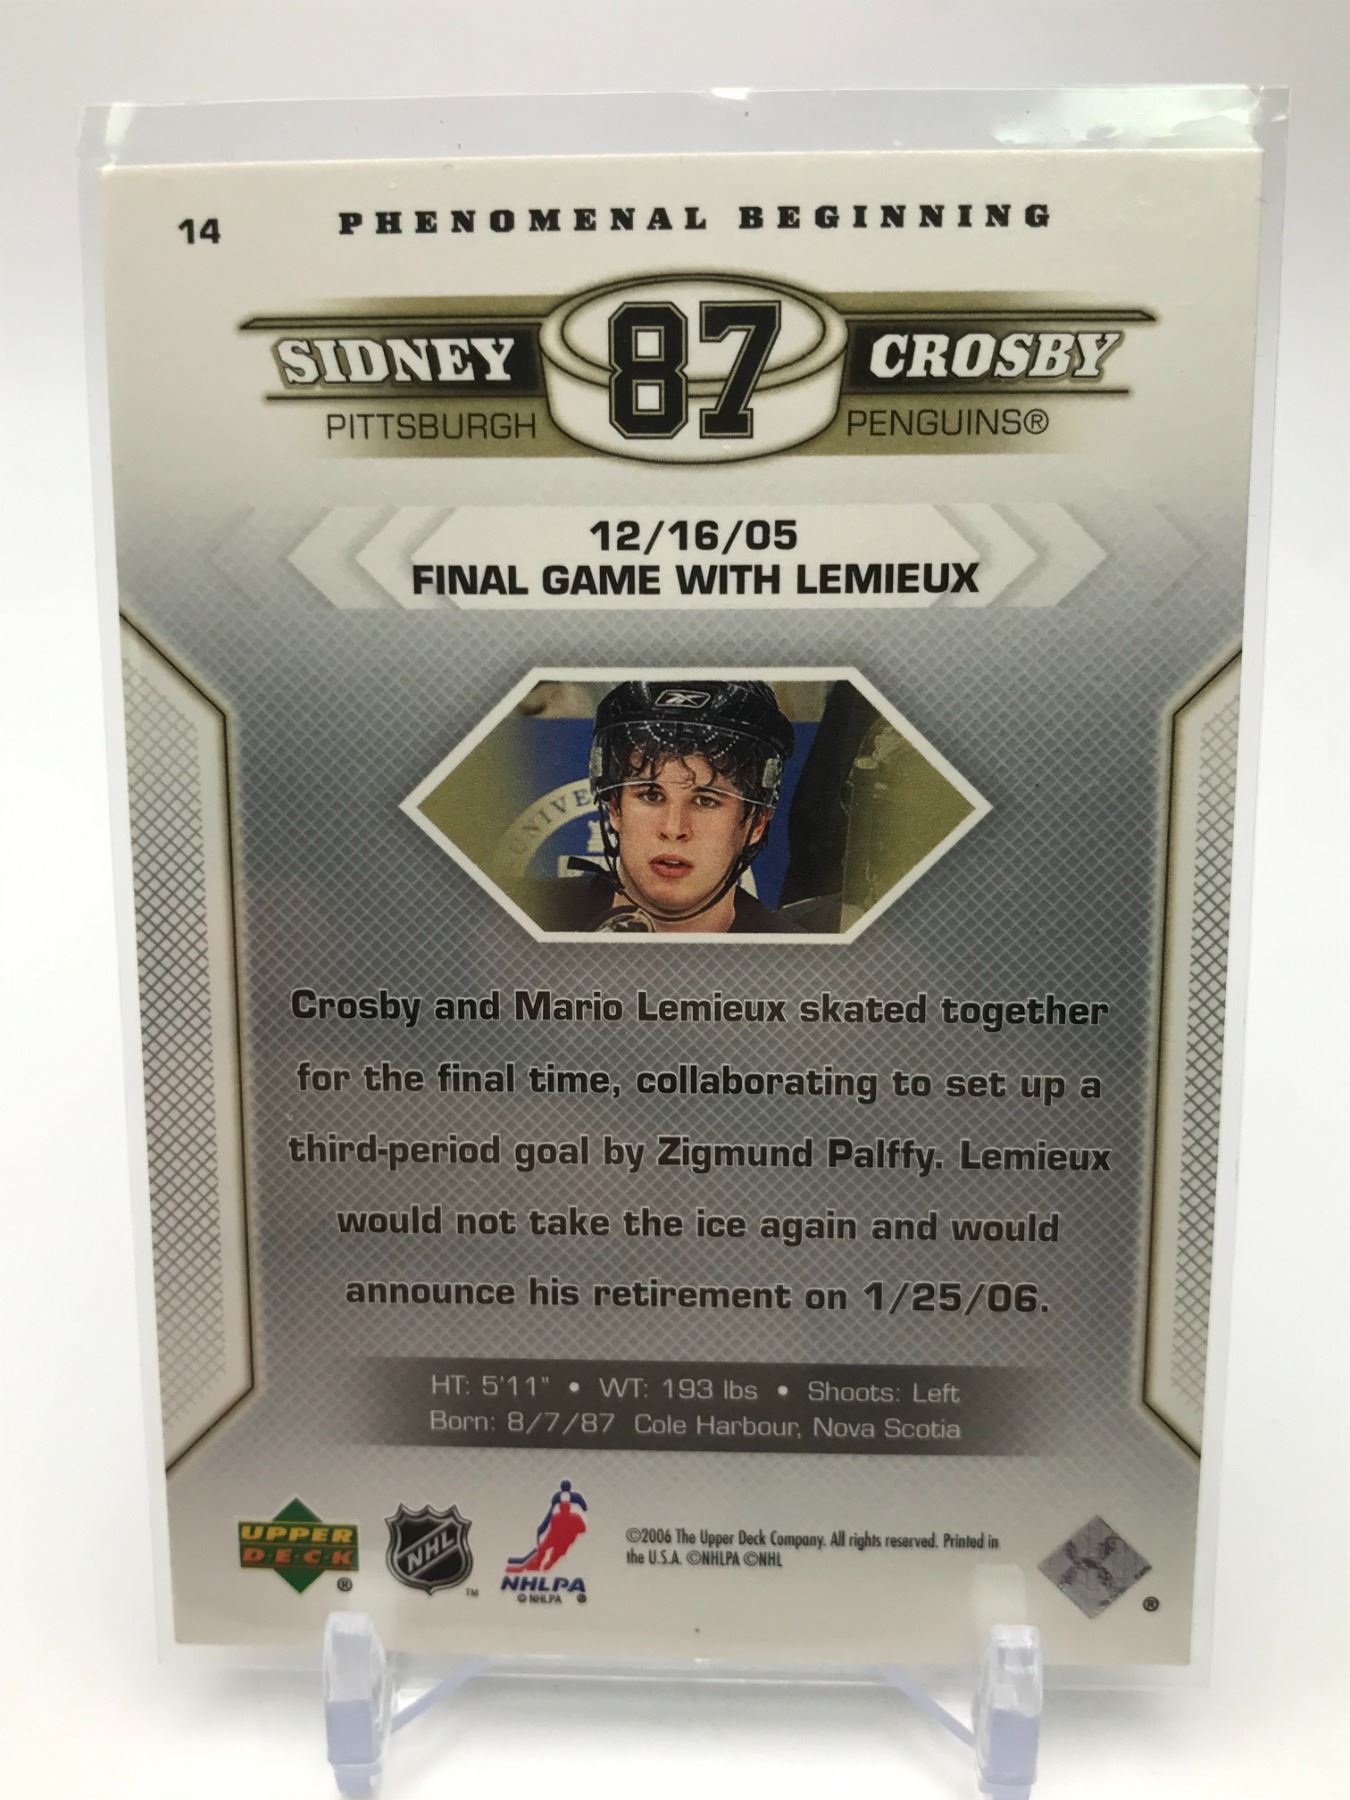 14
PHENOMENAL BEGINNING
SIDNEY 87 CROSBY
PITTSBURGH PENGUINS®
12/16/05
FINAL GAME WITH LEMIEUX
UNIVE
Crosby and Mario Lemieux skated together
for the final time, collaborating to set up a
third-period goal by Zigmund Palffy. Lemieux
would not take the ice again and would
announce his retirement on 1/25/06.
HT: 5'11" • WT: 193 lbs • Shoots: Left
Born: 8/7/87 Cole Harbour, Nova Scotia
UPPER
D•E•C•K
®
NHL
TM
NHLPA
© NHLPA ®
©2006 The Upper Deck Company. All rights reserved. Printed in
the U.S.A. ©NHLPA ©NHL
®